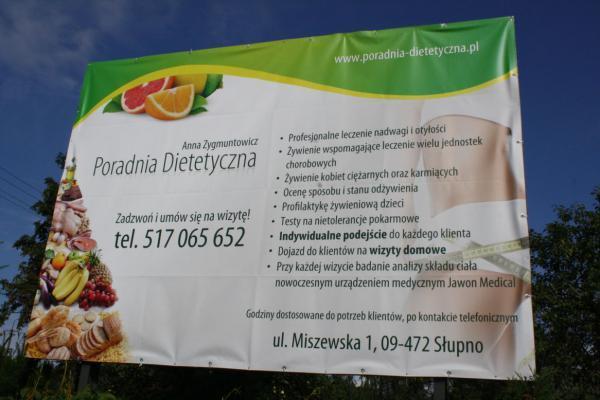 www.poradnia-dietetyczna.pl
Anna Zygmuntowicz
Poradnia Dietetyczna
Zadzwoń i umów się na wizytę!
tel. 517 065 652
• Profesjonalne leczenie nadwagi i otyłości
• Żywienie wspomagające leczenie wielu jednostek
chorobowych
• Żywienie kobiet ciężarnych oraz karmiących
• Ocenę sposobu i stanu odżywienia
• Profilaktykę żywieniową dzieci
• Testy na nietolerancje pokarmowe
• Indywidualne podejście do każdego klienta
• Dojazd do klientów na wizyty domowe
• Przy każdej wizycie badanie analizy składu ciała
nowoczesnym urządzeniem medycznym Jawon Medical
Godziny dostosowane do potrzeb klientów, po kontakcie telefonicznym
ul. Miszewska 1, 09-472 Słupno